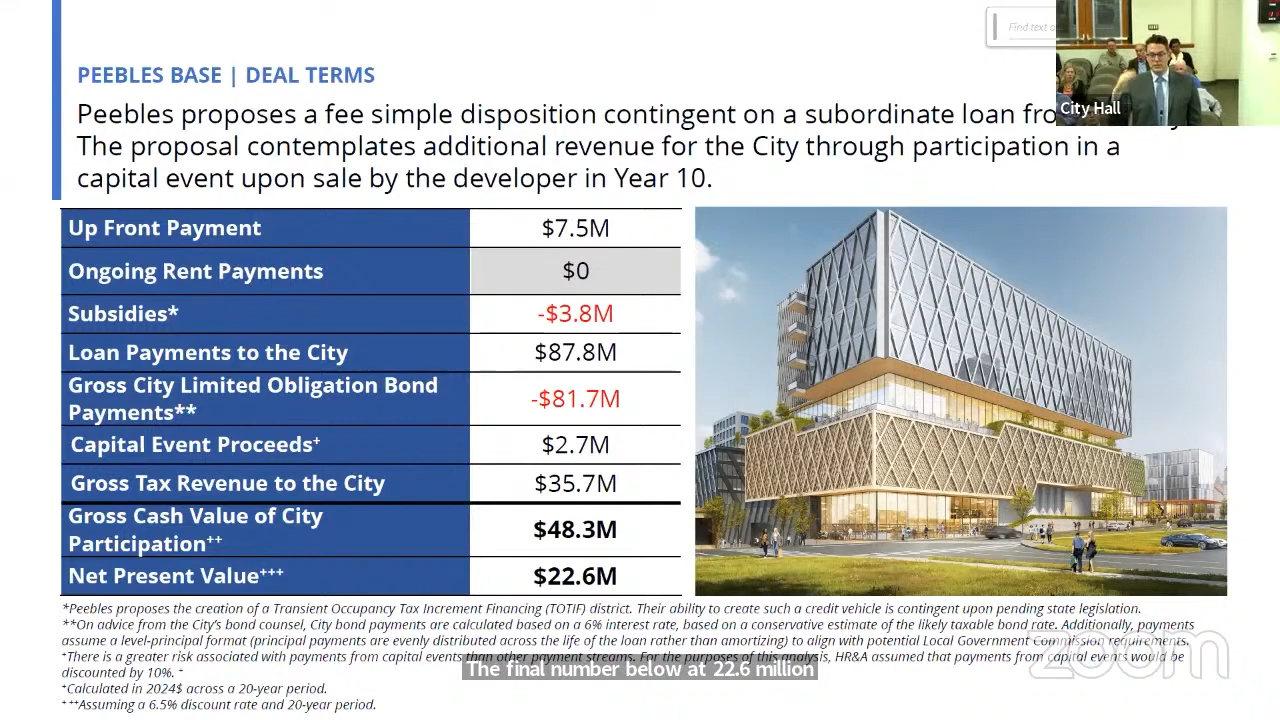 Find text o
City Hall
PEEBLES BASE | DEAL TERMS
Peebles proposes a fee simple disposition contingent on a subordinate loan
The proposal contemplates additional revenue for the City through participation in a
capital event upon sale by the developer in Year 10.
Up Front Payment $7.5M
Ongoing Rent Payments $0
Subsidies* -$3.8M
Loan Payments to the City $87.8M
Gross City Limited Obligation Bond
Payments** -$81.7M
Capital Event Proceeds+ $2.7M
Gross Tax Revenue to the City $35.7M
Gross Cash Value of City
Participation++ $48.3M
Net Present Value+++ $22.6M
*Peebles proposes the creation of a Transient Occupancy Tax Increment Financing (TOTIF) district. Their ability to create such a credit vehicle is contingent upon pending state legislation.
**On advice from the City's bond counsel, City bond payments are calculated based on a 6% interest rate, based on a conservative estimate of the likely taxable bond rate. Additionally, payments
assume a level-principal format (principal payments are evenly distributed across the life of the loan rather than amortizing) to align with potential Local Government Commission requirements.
+There is a greater risk associated with payments from capital events than other payment streams. For the purposes of this analysis, HR&A assumed that payments from capital events would be
discounted by 10%. +
The final number below at 22.6 million
+Calculated in 2024$ across a 20-year period.
+++Assuming a 6.5% discount rate and 20-year period.
zoom